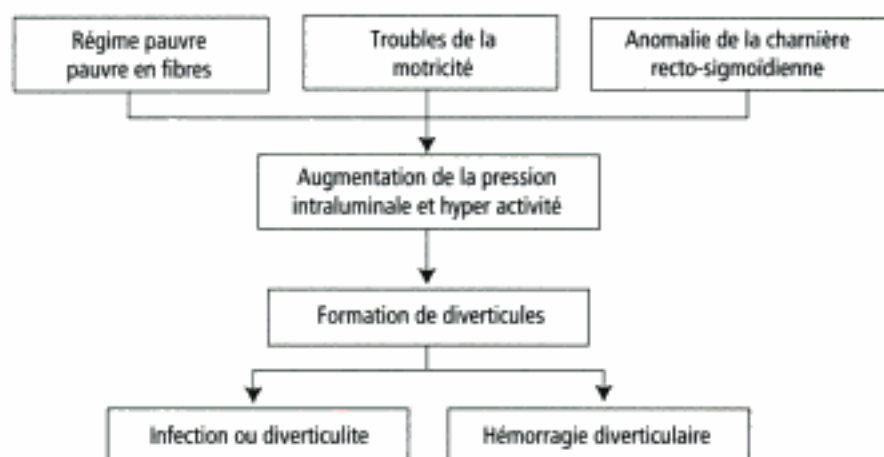 Régime pauvre
pauvre en fibres
Troubles de la
motricité
Anomalie de la charnière
recto-sigmoïdienne
Augmentation de la pression
intraluminale et hyper activité
Formation de diverticules
Infection ou diverticulite
Hémorragie diverticulaire